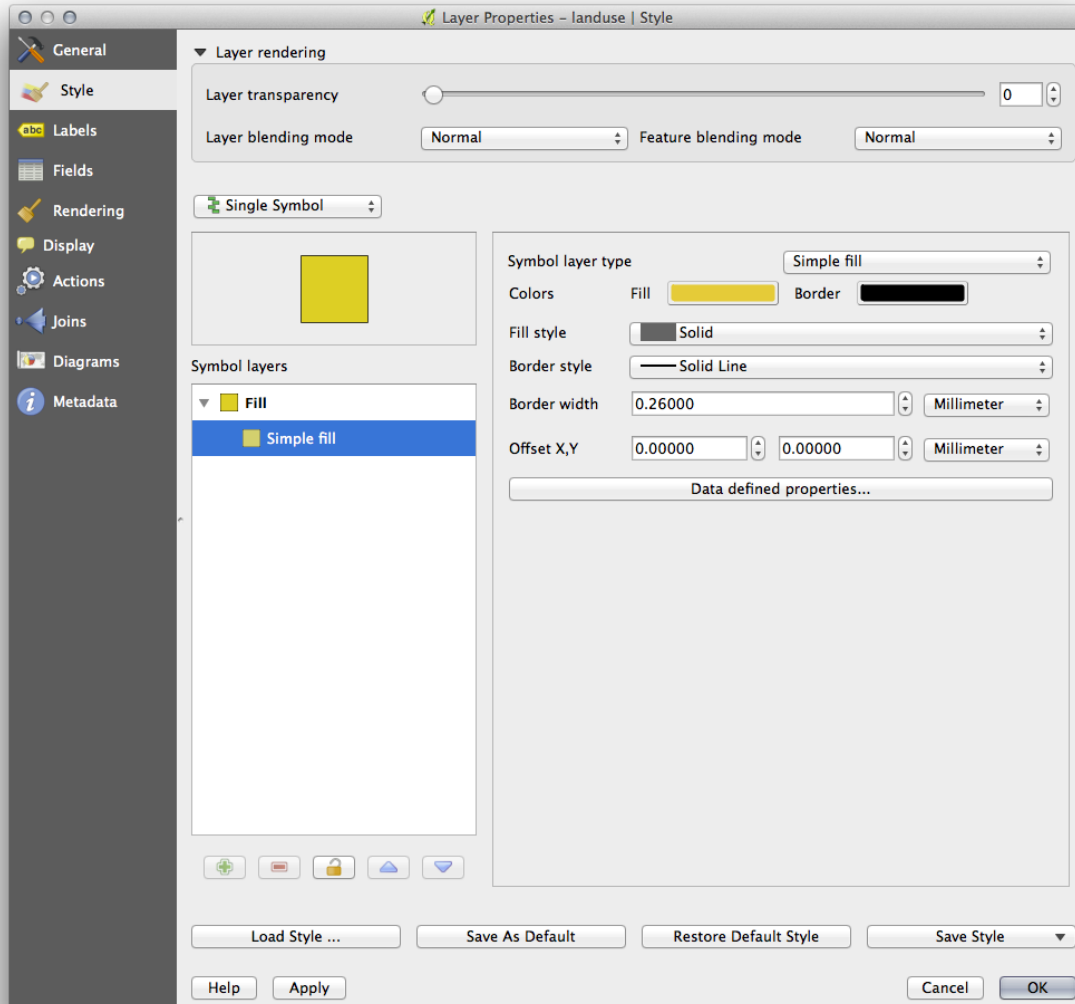 Layer Properties – landuse | Style
General
Style
abc Labels
Fields
Rendering
Display
Actions
Joins
Diagrams
i Metadata
Layer rendering
Layer transparency 0
Layer blending mode Normal Feature blending mode Normal
Single Symbol
Symbol layers
Fill
Simple fill
Symbol layer type Simple fill
Colors Fill Border
Fill style Solid
Border style Solid Line
Border width 0.26000 Millimeter
Offset X,Y 0.00000 0.00000 Millimeter
Data defined properties...
Load Style ... Save As Default Restore Default Style Save Style
Help Apply Cancel OK